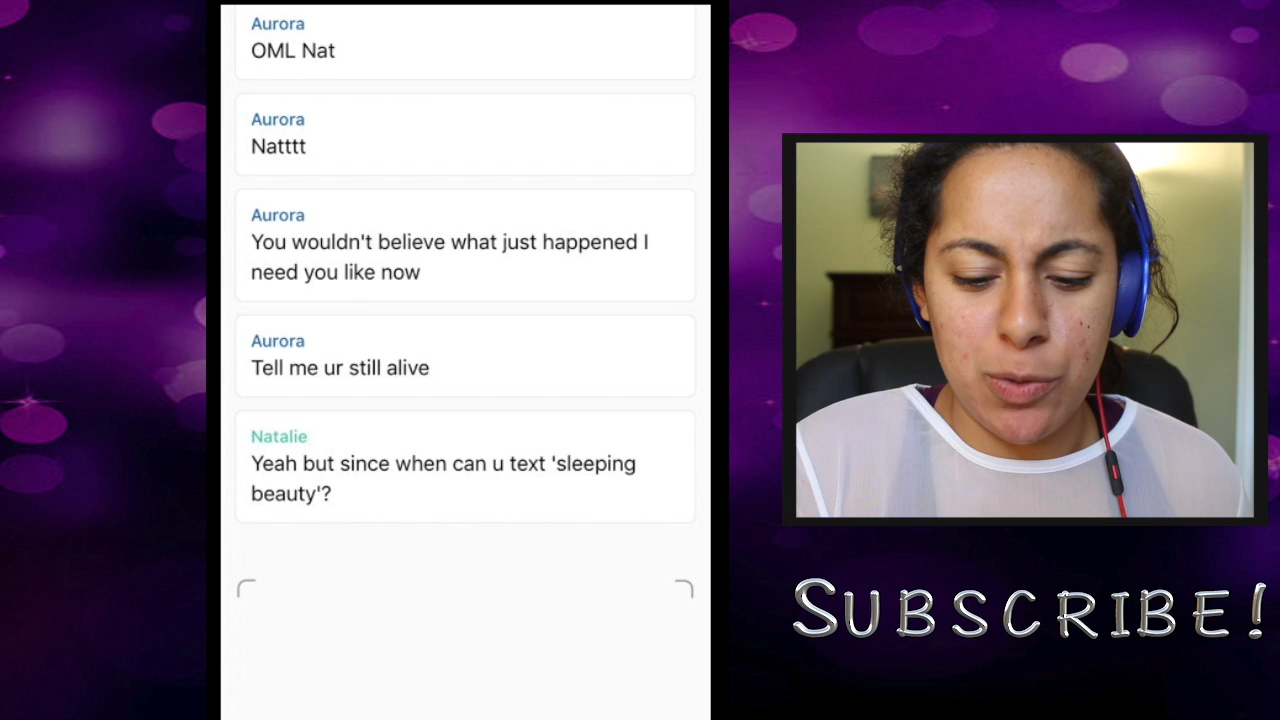 Aurora
OML Nat
Aurora
Natttt
Aurora
You wouldn't believe what just happened I
need you like now
Aurora
Tell me ur still alive
Natalie
Yeah but since when can u text 'sleeping
beauty'?
SUBSCRIBE!